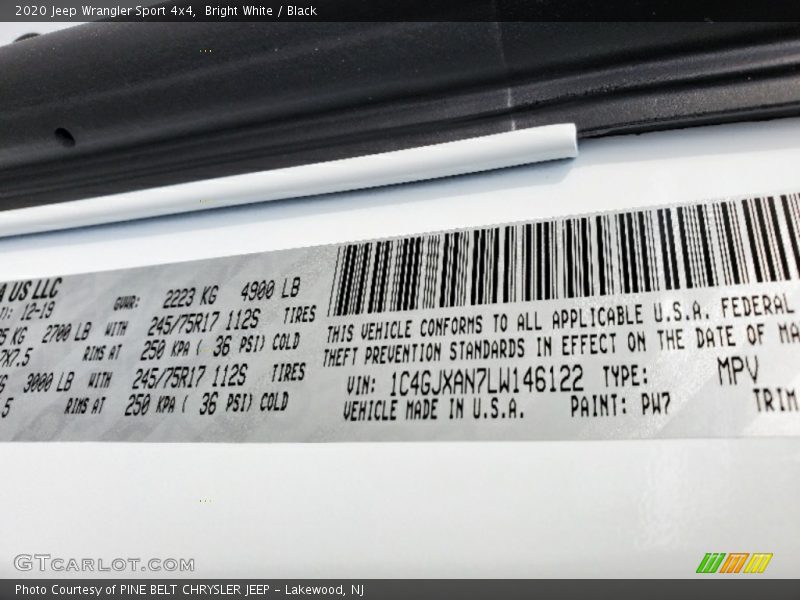 2020 Jeep Wrangler Sport 4x4,  Bright White / Black
US LLC
12-19 GVWR: 2223 KG 4900 LB
KG 2700 LB WITH 245/75R17 112S TIRES
X7.5 RIMS AT 250 KPA ( 36 PSI) COLD
KG 3000 LB WITH 245/75R17 112S TIRES
.5 RIMS AT 250 KPA ( 36 PSI) COLD
THIS VEHICLE CONFORMS TO ALL APPLICABLE U.S.A. FEDERAL
THEFT PREVENTION STANDARDS IN EFFECT ON THE DATE OF MA
VIN: 1C4GJXAN7LW146122 TYPE: MPV
VEHICLE MADE IN U.S.A. PAINT: PW7 TRIM
GTCARLOT.COM
Photo Courtesy of PINE BELT CHRYSLER JEEP - Lakewood, NJ